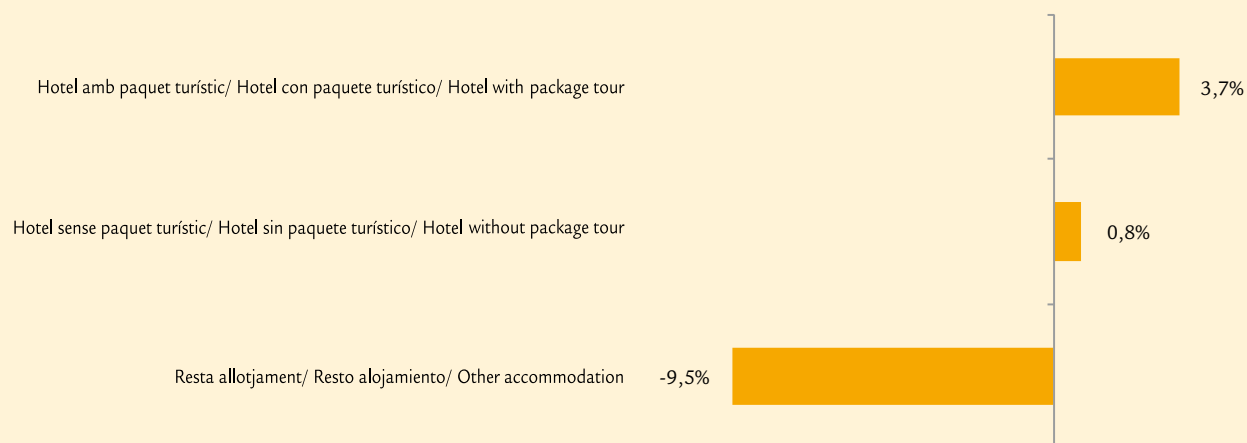 Hotel amb paquet turístic/ Hotel con paquete turístico/ Hotel with package tour 3,7%
Hotel sense paquet turístic/ Hotel sin paquete turístico/ Hotel without package tour 0,8%
Resta allotjament/ Resto alojamiento/ Other accommodation -9,5%